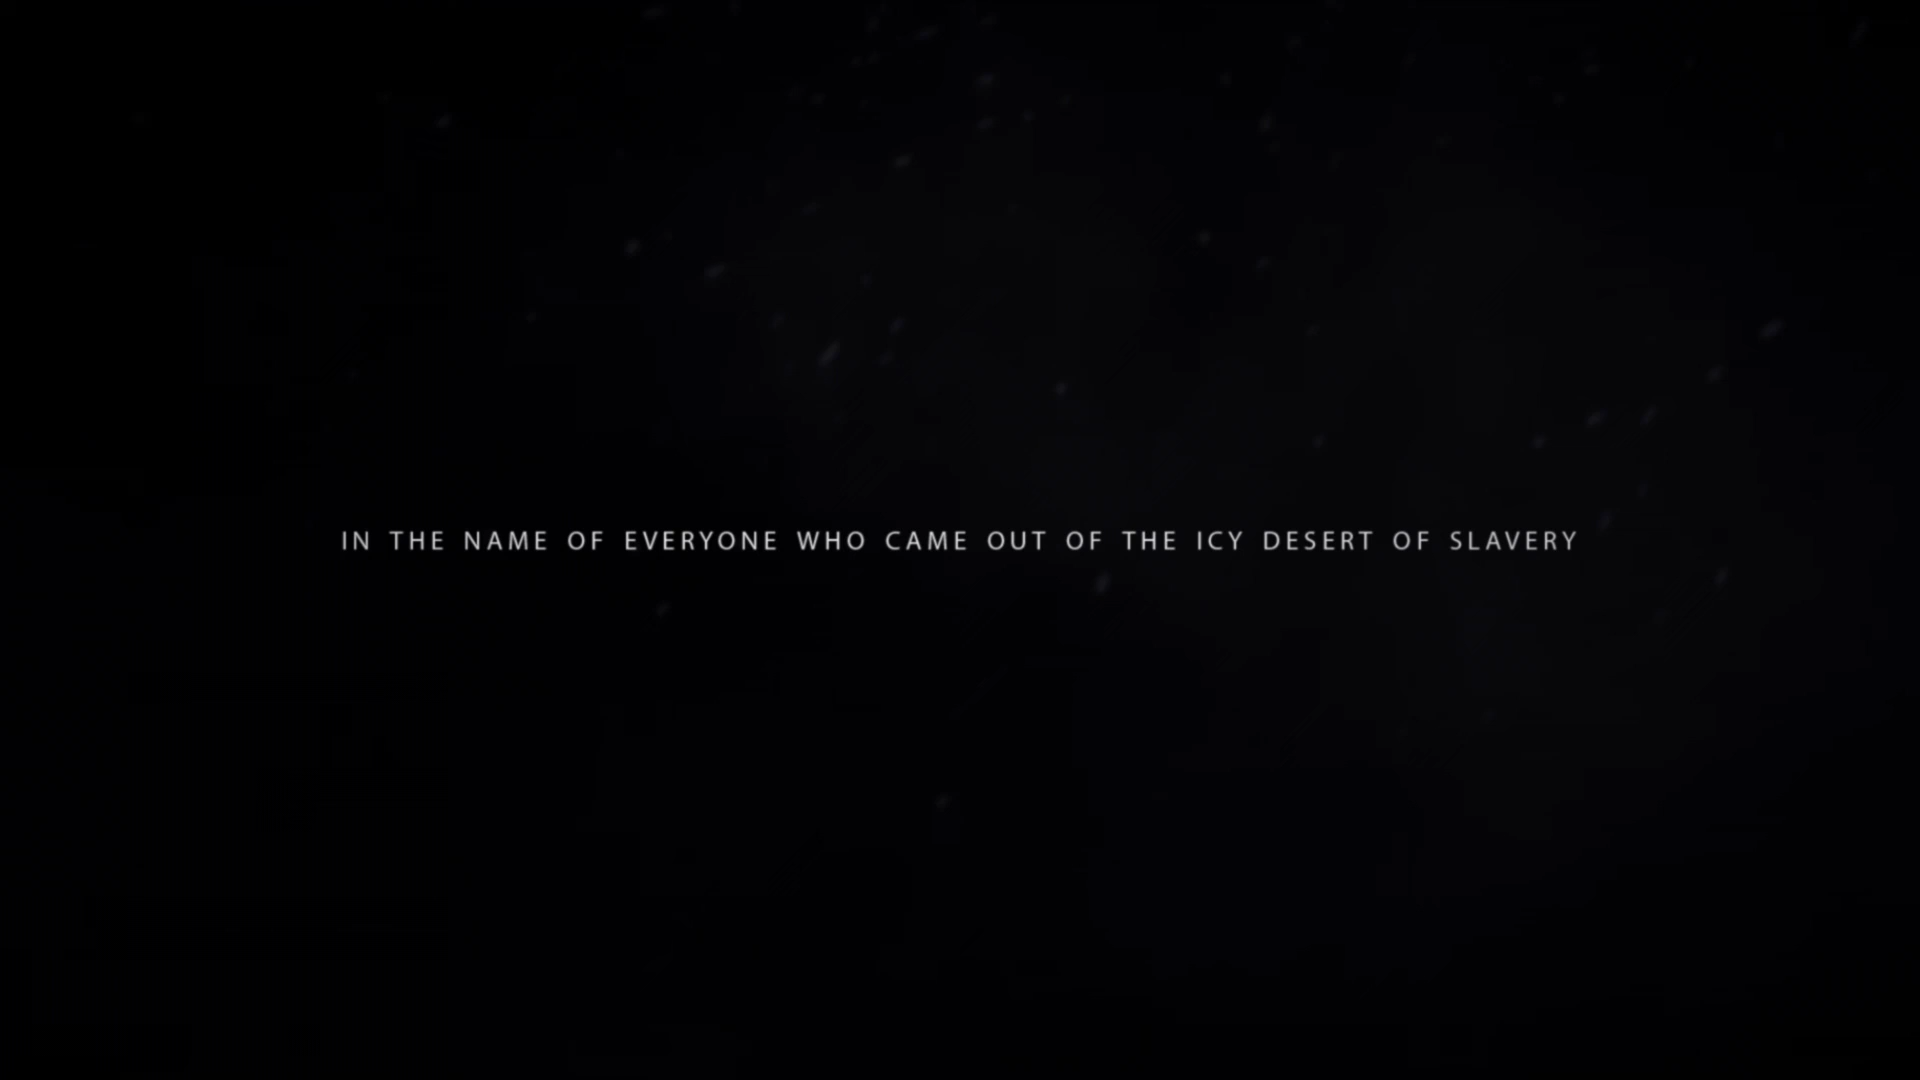 IN THE NAME OF EVERYONE WHO CAME OUT OF THE ICY DESERT OF SLAVERY